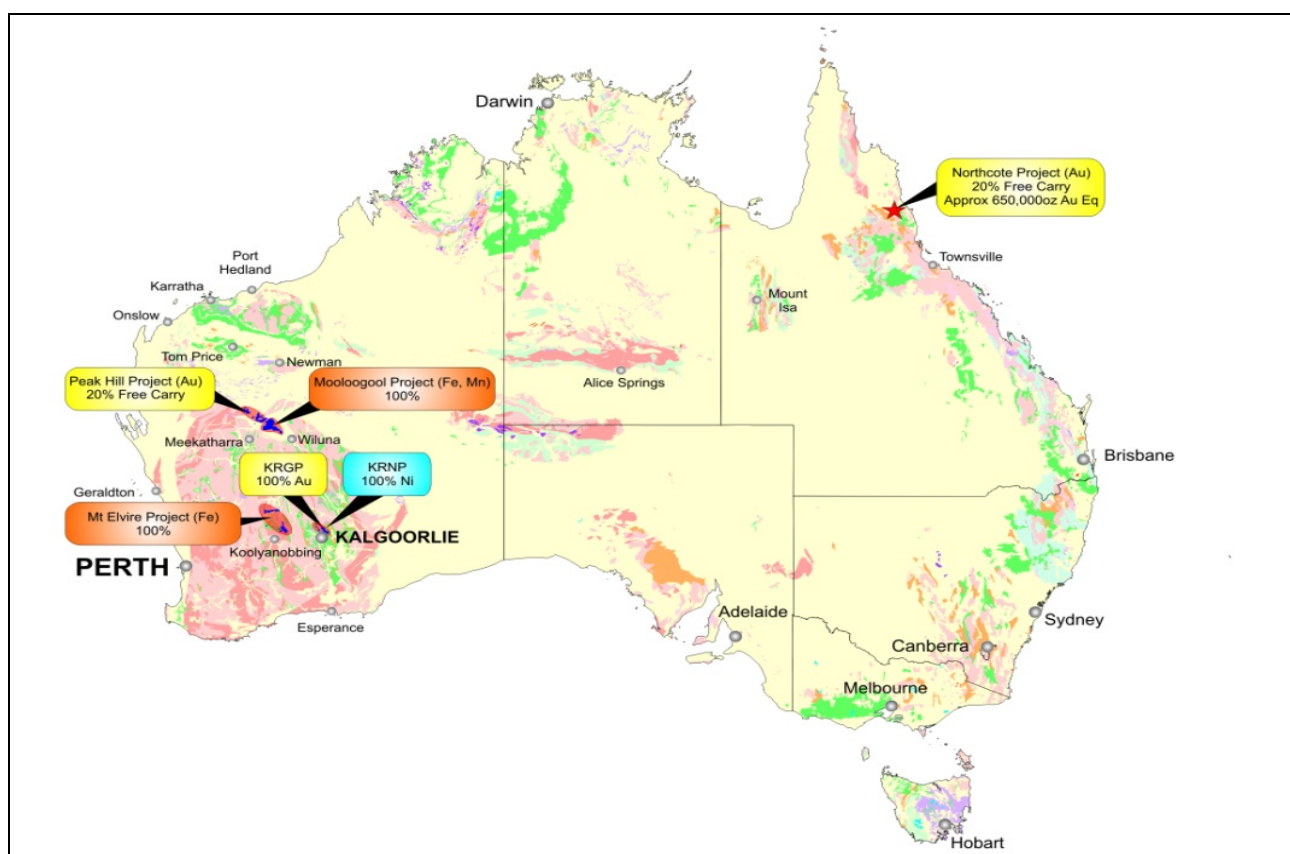 Darwin
Northcote Project (Au)
20% Free Carry
Approx 650,000oz Au Eq
Townsville
Port
Hedland
Karratha
Onslow
Mount
Isa
Tom Price
Newman
Alice Springs
Peak Hill Project (Au)
20% Free Carry
Mooloogool Project (Fe, Mn)
100%
Meekatharra
Wiluna
Brisbane
KRGP
100% Au
KRNP
100% Ni
Geraldton
Mt Elvire Project (Fe)
100%
KALGOORLIE
Koolyanobbing
PERTH
Esperance
Adelaide
Sydney
Canberra
Melbourne
Hobart